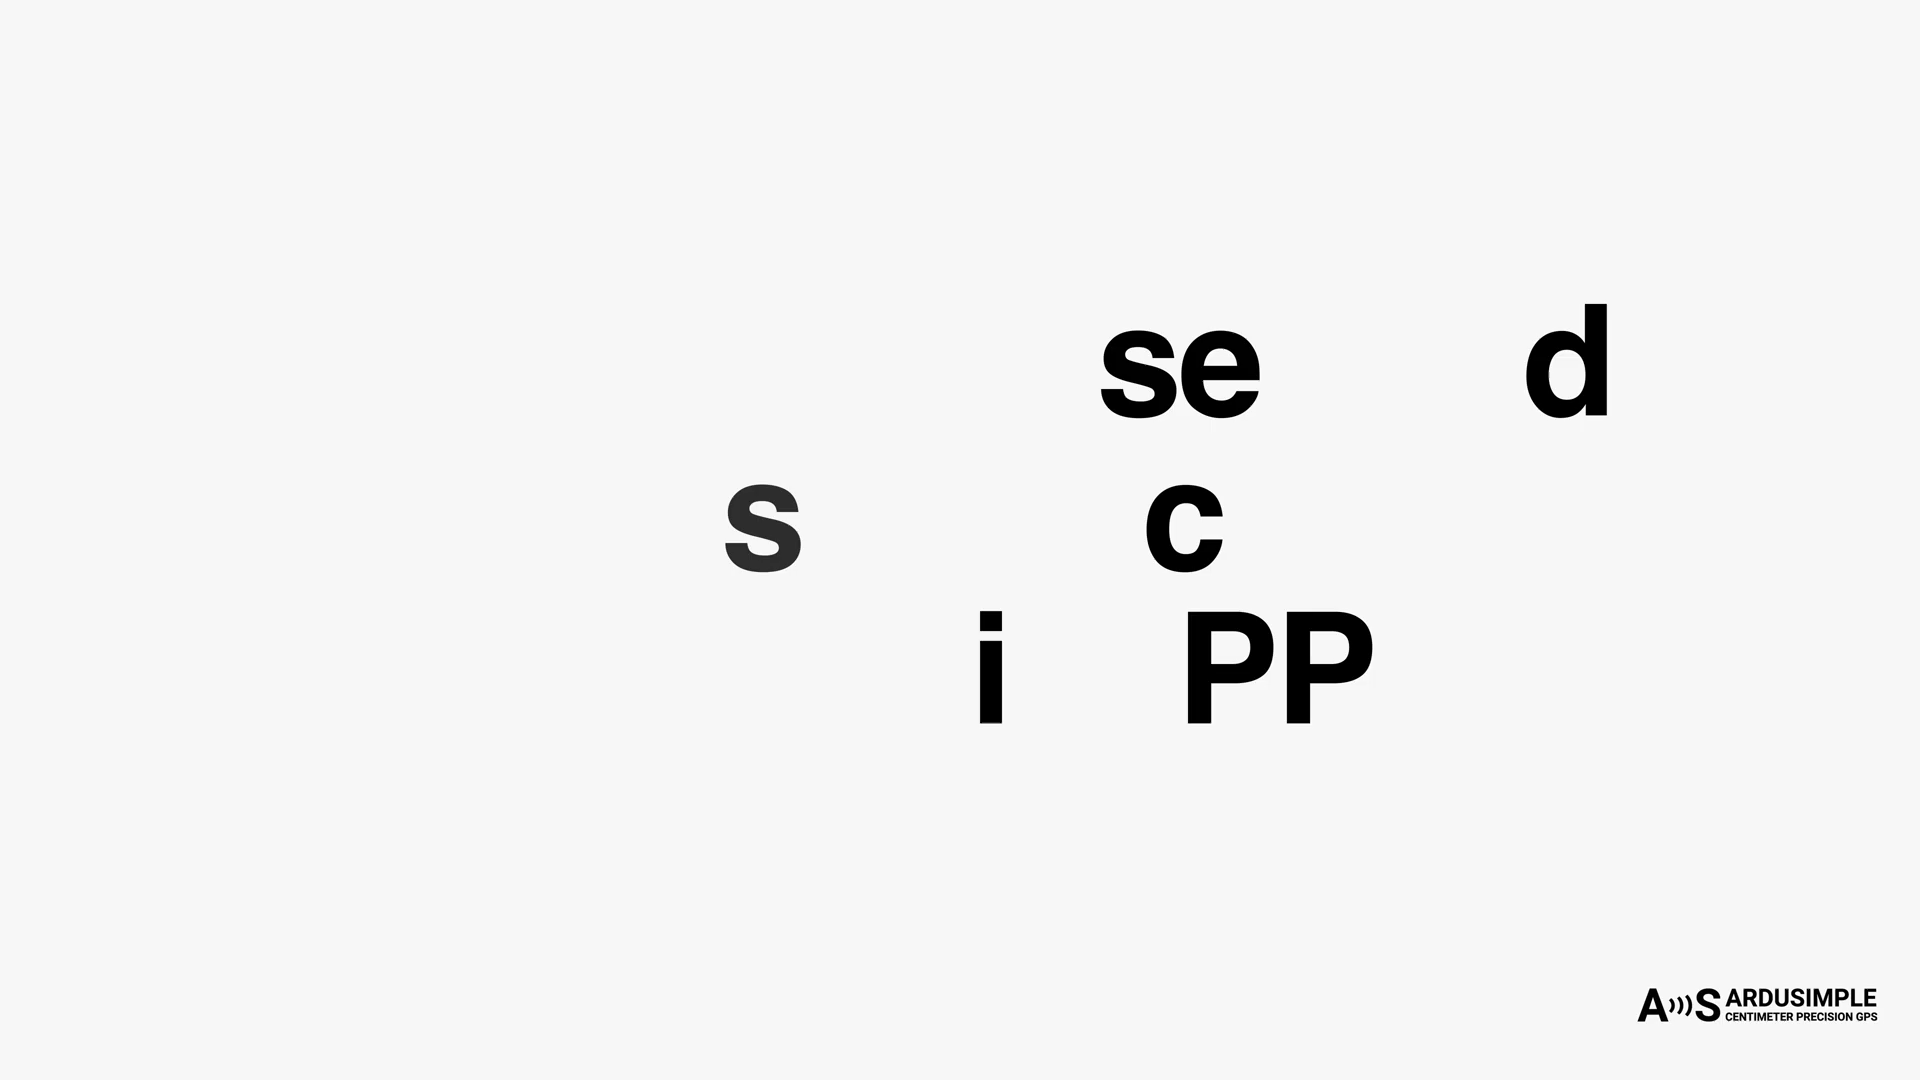 se d
s c
i PP
A S ARDUSIMPLE
CENTIMETER PRECISION GPS